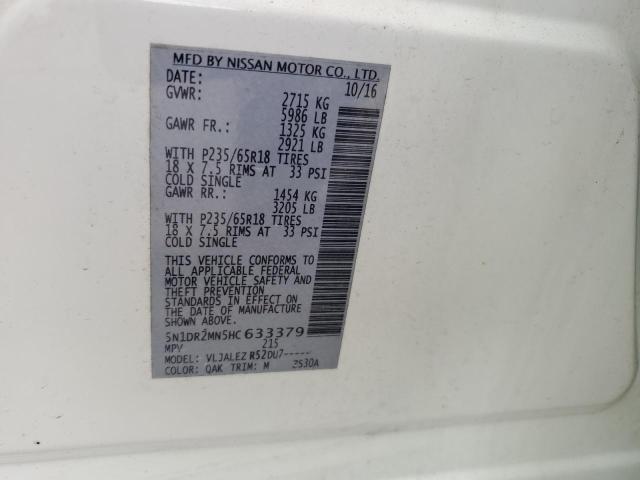 MFD BY NISSAN MOTOR CO., LTD.
DATE: 10/16
GVWR: 2715 KG
5986 LB
GAWR FR.: 1325 KG
2921 LB
WITH P235/65R18 TIRES
18 X 7.5 RIMS AT 33 PSI
COLD SINGLE
GAWR RR.: 1454 KG
3205 LB
WITH P235/65R18 TIRES
18 X 7.5 RIMS AT 33 PSI
COLD SINGLE
THIS VEHICLE CONFORMS TO
ALL APPLICABLE FEDERAL
MOTOR VEHICLE SAFETY AND
THEFT PREVENTION
STANDARDS IN EFFECT ON
THE DATE OF MANUFACTURE
SHOWN ABOVE.
5N1DR2MN5HC 633379
MPV 215
MODEL: VLJALEZ R52DU7-----
COLOR: QAK TRIM: M 2530A